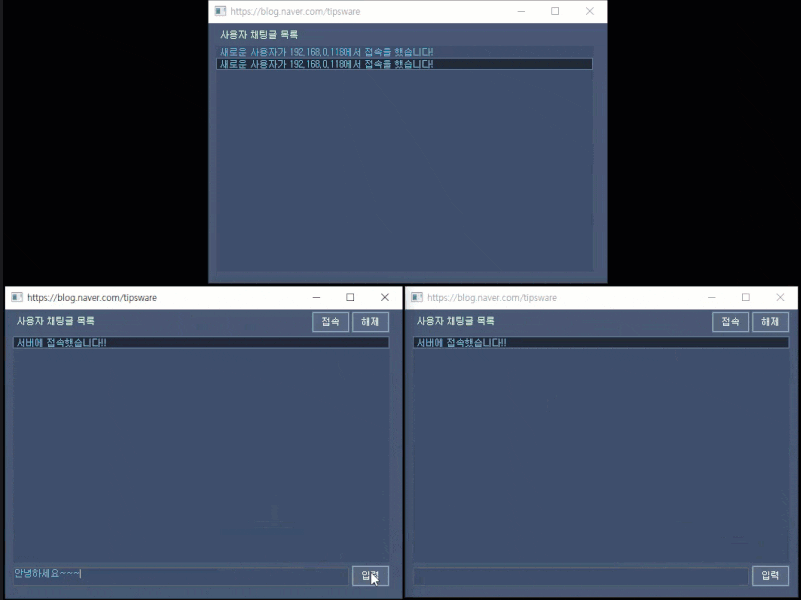 https://blog.naver.com/tipsware
사용자 채팅글 목록
새로운 사용자가 192.168.0.118에서 접속을 했습니다!
새로운 사용자가 192.168.0.118에서 접속을 했습니다!
https://blog.naver.com/tipsware
사용자 채팅글 목록
접속
해제
서버에 접속했습니다!!
안녕하세요~~~
입력
https://blog.naver.com/tipsware
사용자 채팅글 목록
접속
해제
서버에 접속했습니다!!
입력